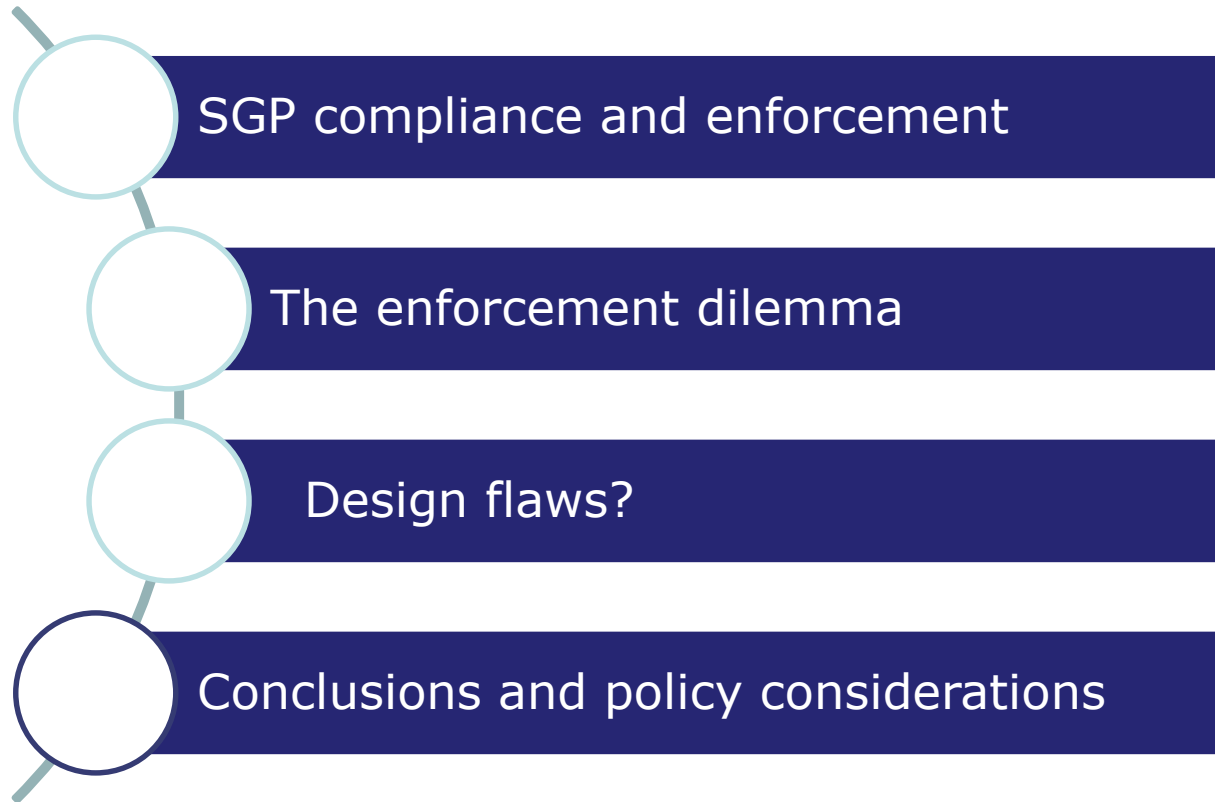 SGP compliance and enforcement
The enforcement dilemma
Design flaws?
Conclusions and policy considerations